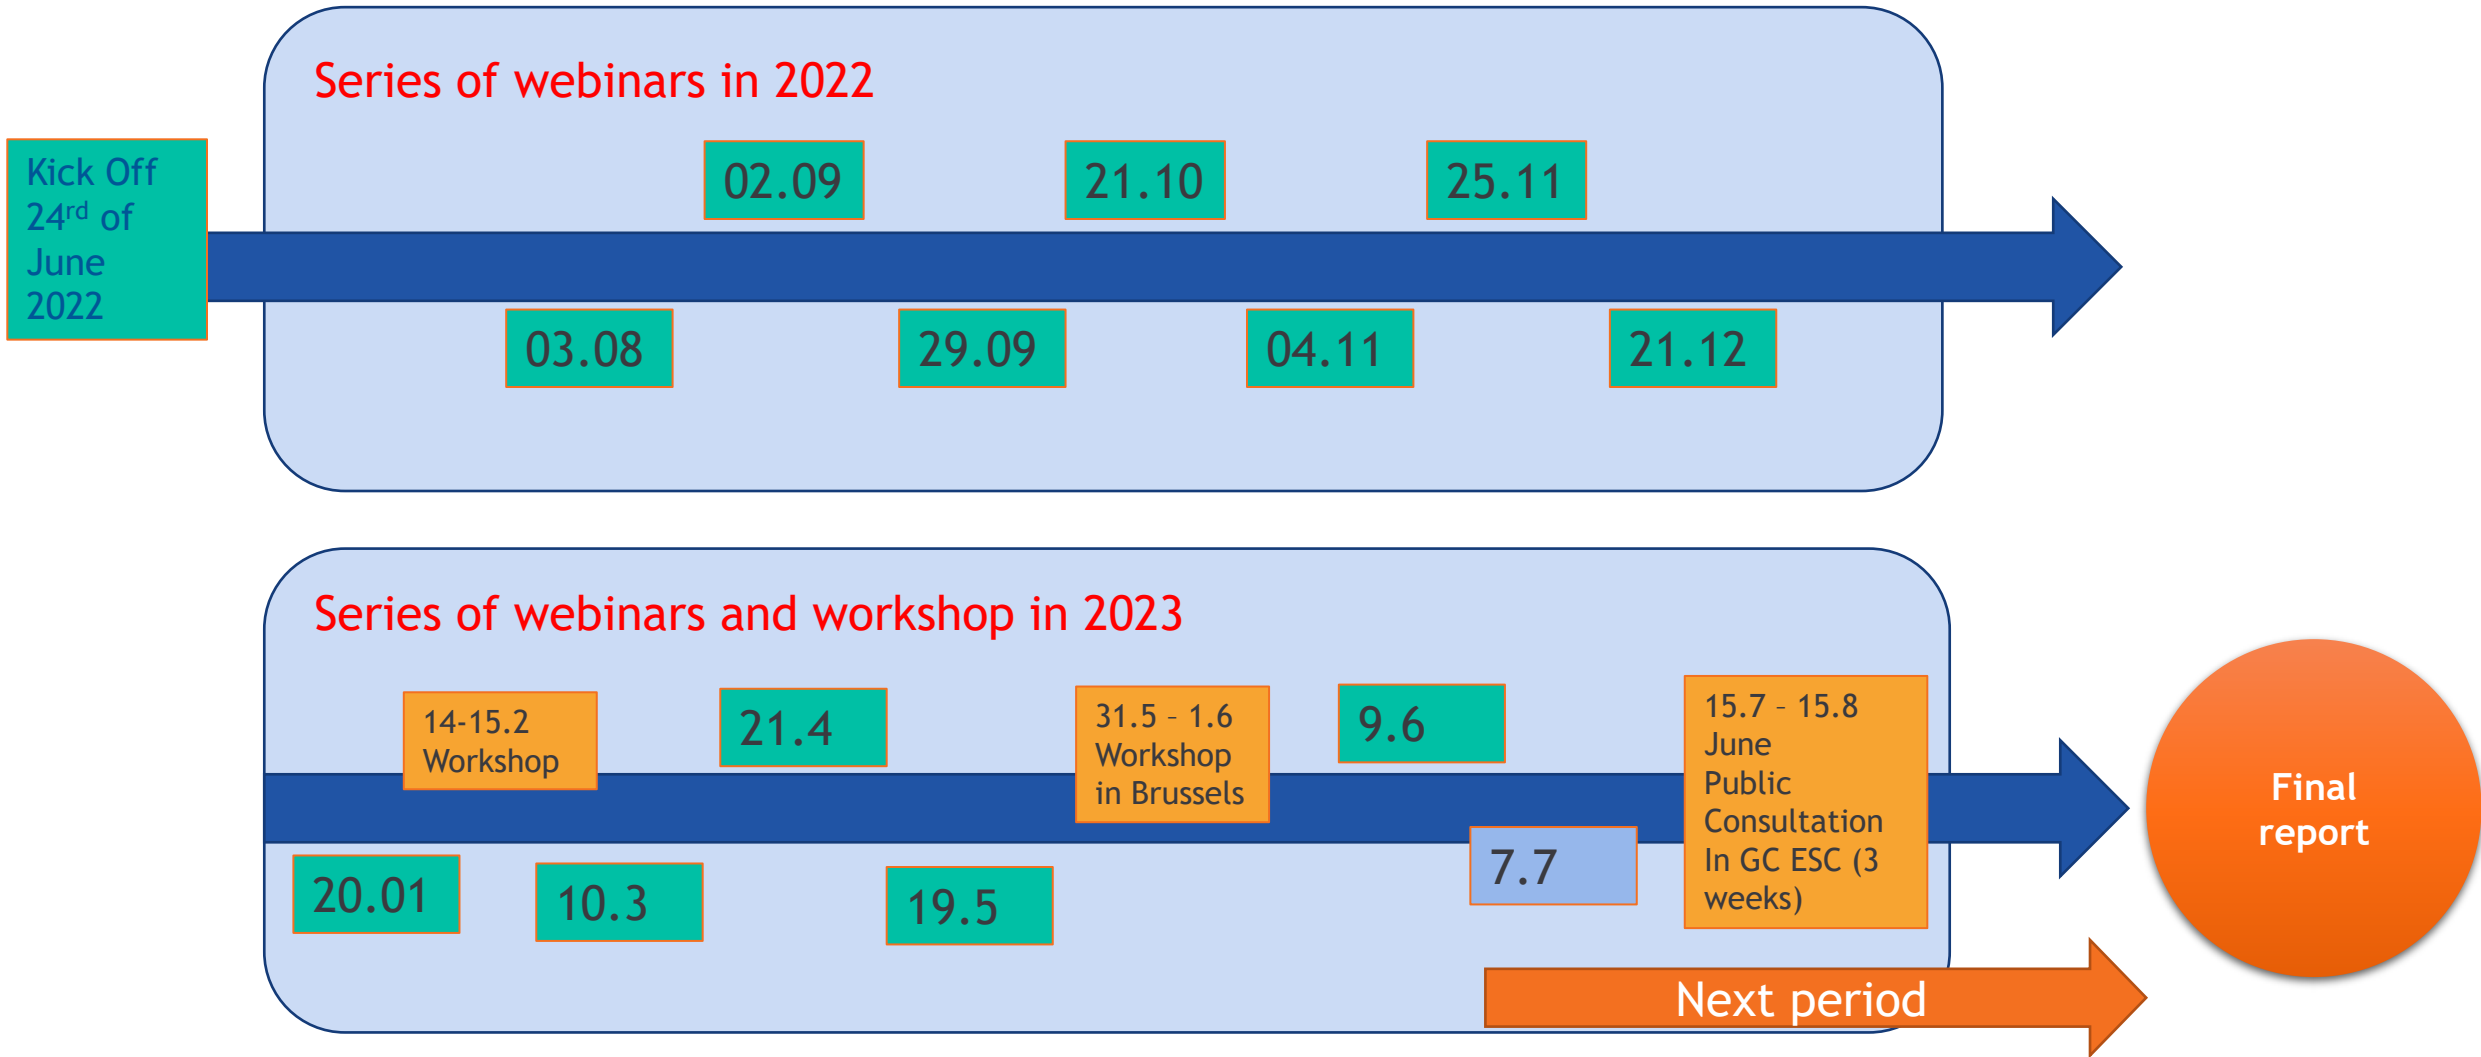 Series of webinars in 2022
Kick Off
24rd of
June
2022
02.09
21.10
25.11
03.08
29.09
04.11
21.12
Series of webinars and workshop in 2023
14-15.2
Workshop
21.4
31.5 – 1.6
Workshop
in Brussels
9.6
15.7 – 15.8
June
Public
Consultation
In GC ESC (3
weeks)
20.01
10.3
19.5
7.7
Final
report
Next period